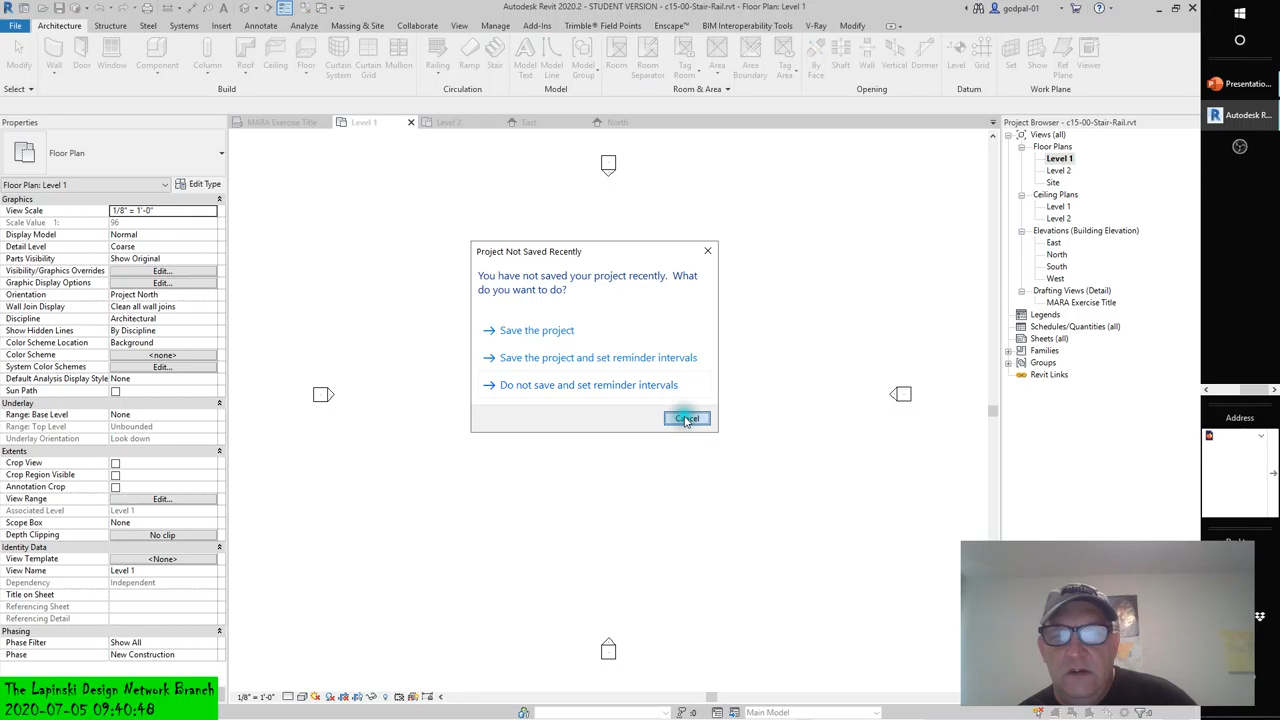 Autodesk Revit 2020.2 - STUDENT VERSION - c15-00-Stair-Rail.rvt - Floor Plan: Level 1
godpal-01
File Architecture Structure Steel Systems Insert Annotate Analyze Massing & Site Collaborate View Manage Add-Ins Trimble® Field Points Enscape™ BIM Interoperability Tools V-Ray Modify
Modify Wall Door Window Component Column Roof Ceiling Floor Curtain System Curtain Grid Mullion Railing Ramp Stair Model Text Model Line Model Group Room Room Separator Tag Room Area Area Boundary Tag Area By Face Shaft Wall Vertical Dormer Level Grid Set Show Ref Plane Viewer
Select Build Circulation Model Room & Area Opening Datum Work Plane
Presentatio...
Autodesk R...
Properties
MARA Exercise Title Level 1 Level 2 East North
Floor Plan
Floor Plan: Level 1 Edit Type
Graphics
View Scale 1/8" = 1'-0"
Scale Value 1: 96
Display Model Normal
Detail Level Coarse
Parts Visibility Show Original
Visibility/Graphics Overrides Edit...
Graphic Display Options Edit...
Orientation Project North
Wall Join Display Clean all wall joins
Discipline Architectural
Show Hidden Lines By Discipline
Color Scheme Location Background
Color Scheme <none>
System Color Schemes Edit...
Default Analysis Display Style None
Sun Path
Underlay
Range: Base Level None
Range: Top Level Unbounded
Underlay Orientation Look down
Extents
Crop View
Crop Region Visible
Annotation Crop
View Range Edit...
Associated Level Level 1
Scope Box None
Depth Clipping No clip
Identity Data
View Template <None>
View Name Level 1
Dependency Independent
Title on Sheet
Referencing Sheet
Referencing Detail
Phasing
Phase Filter Show All
Phase New Construction
Project Not Saved Recently
You have not saved your project recently. What
do you want to do?
Save the project
Save the project and set reminder intervals
Do not save and set reminder intervals
Cancel
Project Browser - c15-00-Stair-Rail.rvt
Views (all)
Floor Plans
Level 1
Level 2
Site
Ceiling Plans
Level 1
Level 2
Elevations (Building Elevation)
East
North
South
West
Drafting Views (Detail)
MARA Exercise Title
Legends
Schedules/Quantities (all)
Sheets (all)
Families
Groups
Revit Links
Address
1/8" = 1'-0"
:0 Main Model :0
The Lapinski Design Network Branch
2020-07-05 09:40:48